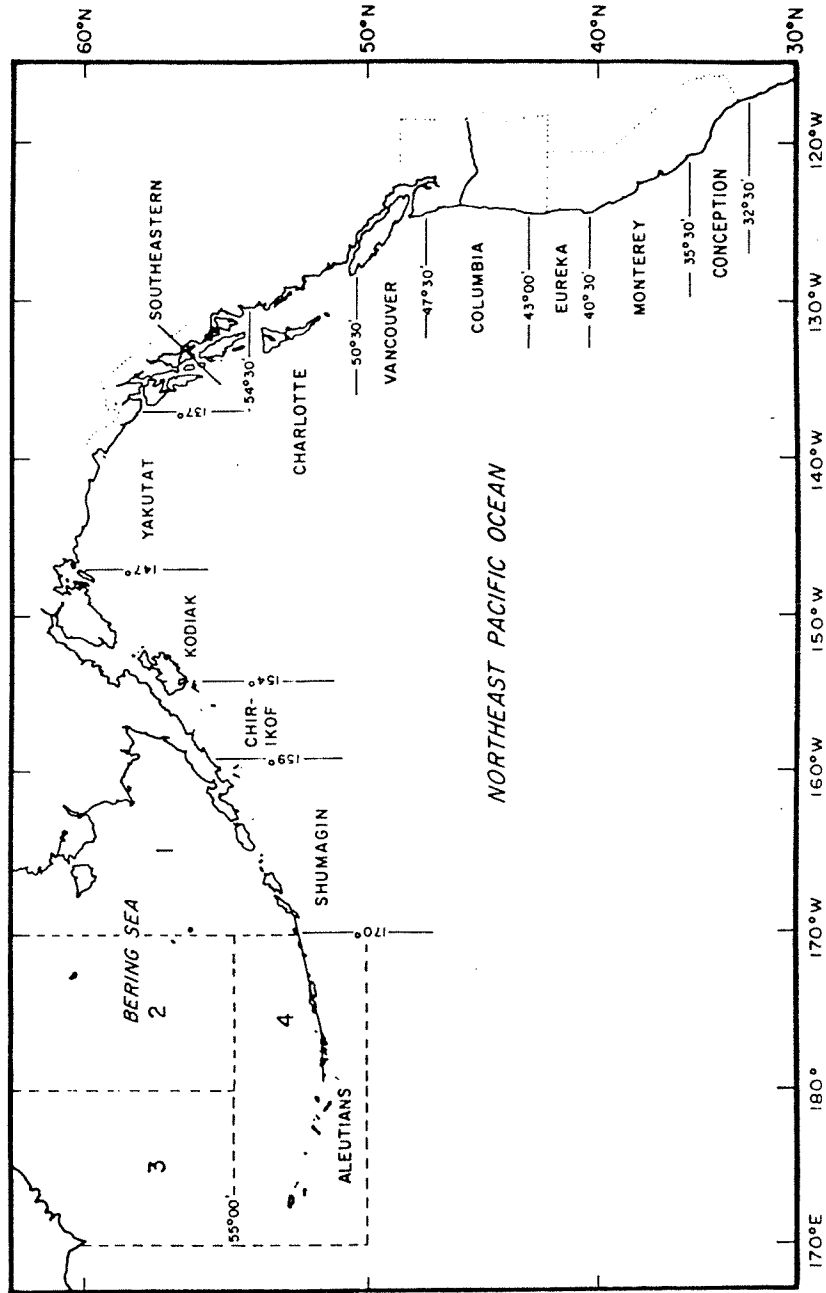 60°N
50°N
40°N
30°N
120°W
130°W
140°W
150°W
160°W
170°W
180°
170°E
BERING SEA
1
2
3
4
55°00'
ALEUTIANS
170°
SHUMAGIN
159°
CHIR-
IKOF
154°
KODIAK
147°
YAKUTAT
137°
SOUTHEASTERN
54°30'
CHARLOTTE
50°30'
VANCOUVER
47°30'
COLUMBIA
43°00'
EUREKA
40°30'
MONTEREY
35°30'
CONCEPTION
32°30'
NORTHEAST PACIFIC OCEAN